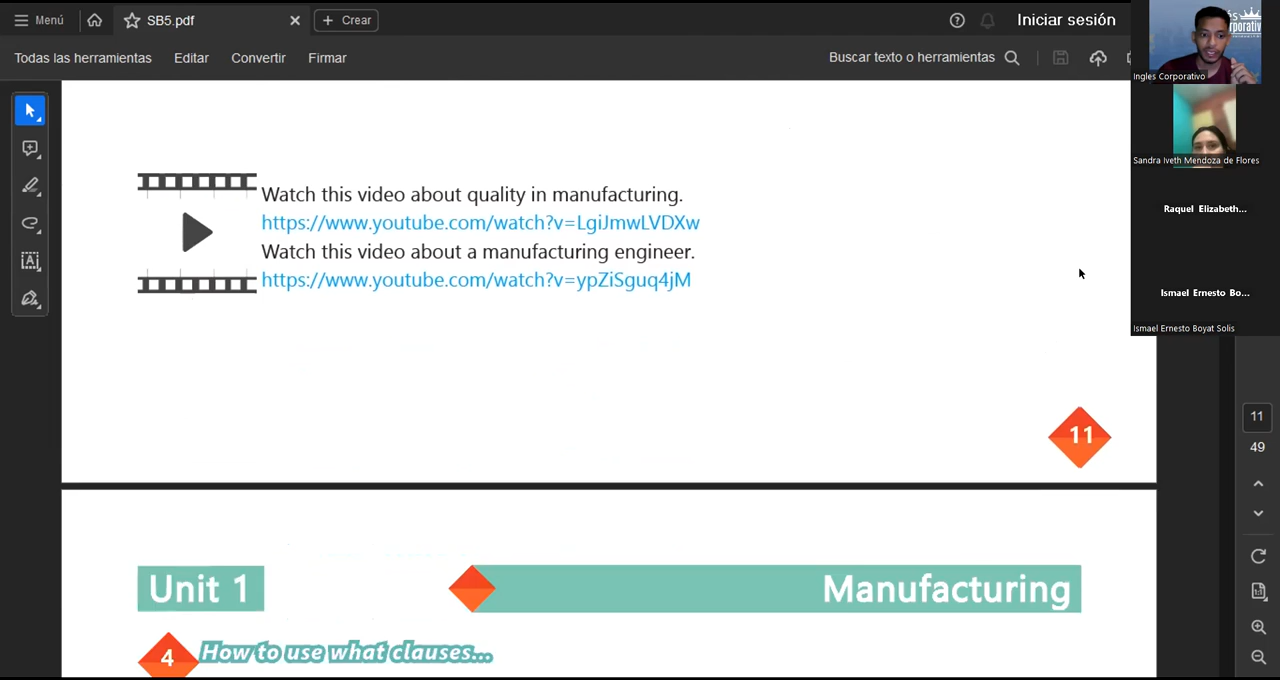 Menú
SB5.pdf
Crear
Iniciar sesión
Todas las herramientas
Editar
Convertir
Firmar
Buscar texto o herramientas
Ingles Corporativo
Sandra Iveth Mendoza de Flores
Raquel Elizabeth...
Ismael Ernesto Bo...
Ismael Ernesto Boyat Solis
Watch this video about quality in manufacturing.
https://www.youtube.com/watch?v=LgiJmwLVDXw
Watch this video about a manufacturing engineer.
https://www.youtube.com/watch?v=ypZiSguq4jM
11
11
49
Unit 1
Manufacturing
4
How to use what clauses...